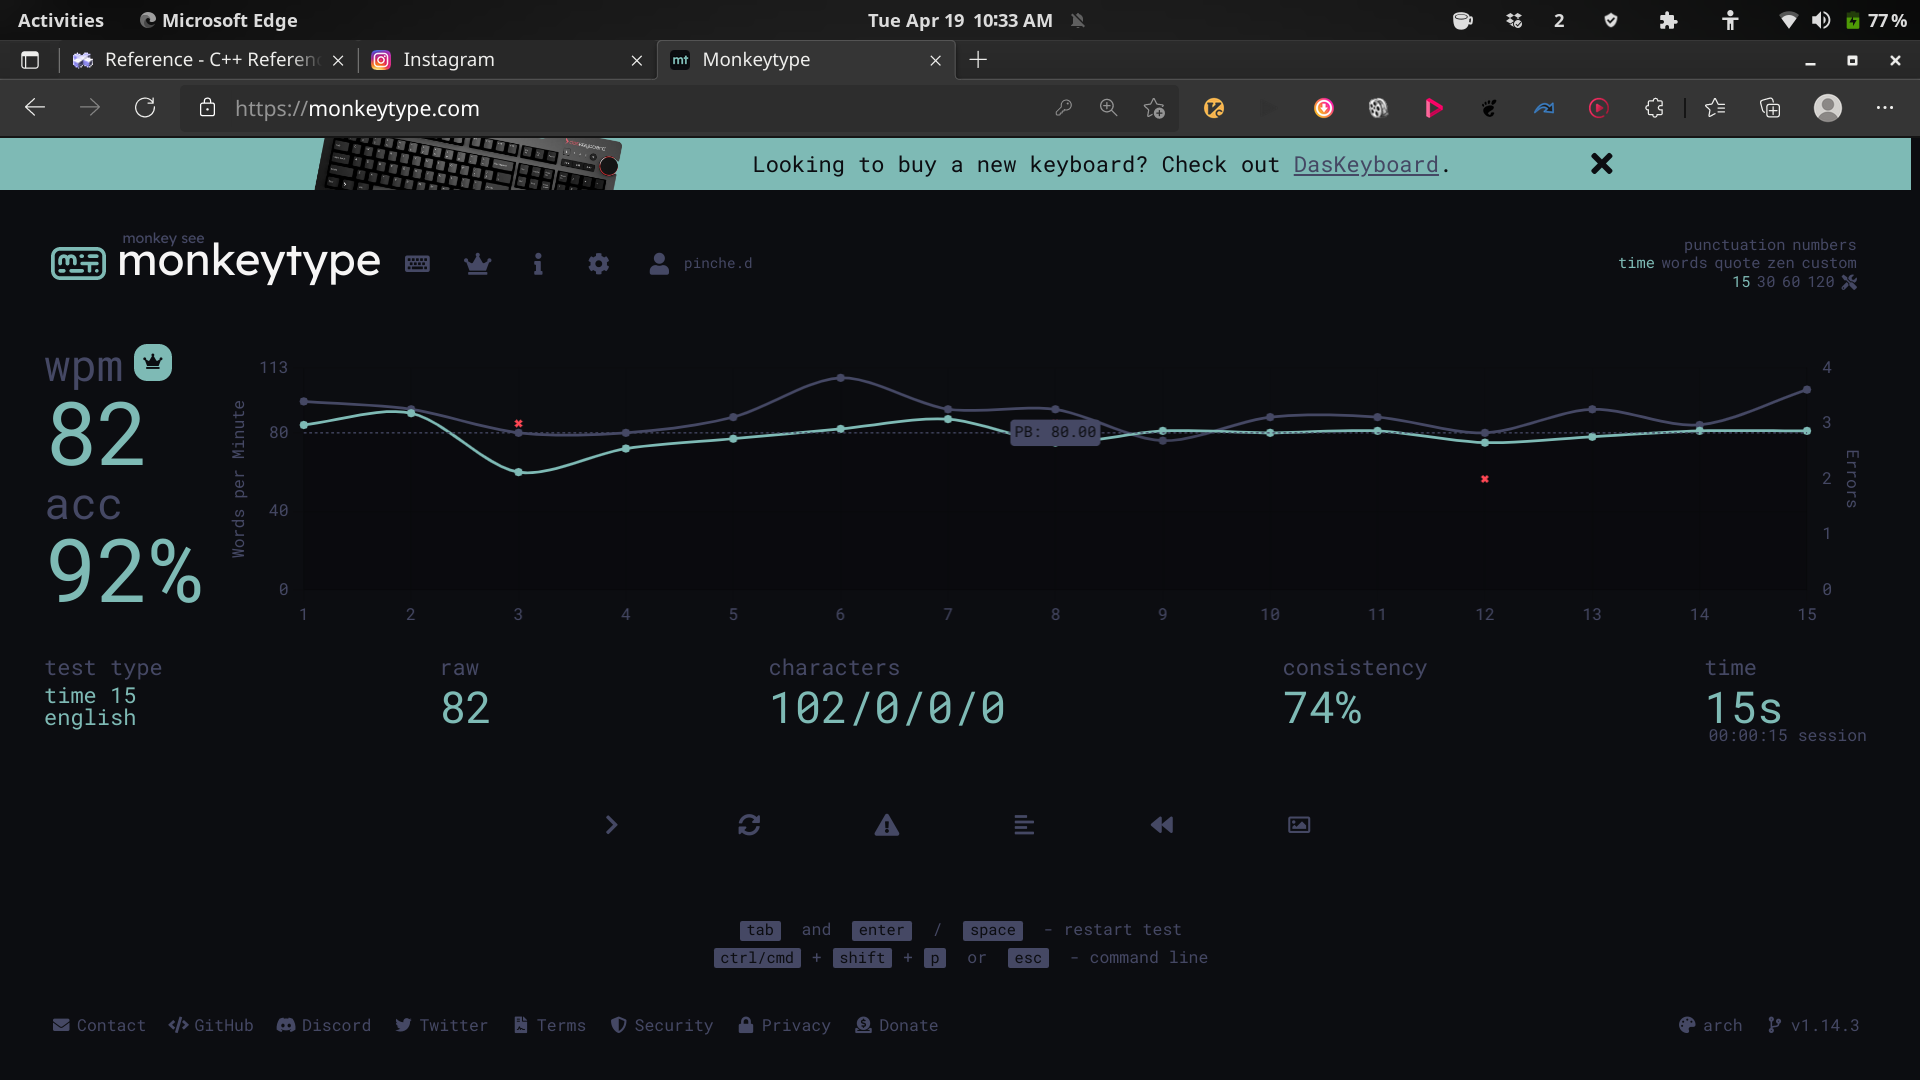 Activities Microsoft Edge Tue Apr 19 10:33 AM 2 77%
Reference - C++ Referen Instagram Monkeytype
https://monkeytype.com
Looking to buy a new keyboard? Check out DasKeyboard.
monkey see
monkeytype
pinche.d
punctuation numbers
time words quote zen custom
15 30 60 120
wpm
82
acc
92%
Words per Minute
113
80
40
0
PB: 80.00
4
3
2
1
0
Errors
1 2 3 4 5 6 7 8 9 10 11 12 13 14 15
test type
time 15
english
raw
82
characters
102/0/0/0
consistency
74%
time
15s
00:00:15 session
tab and enter / space - restart test
ctrl/cmd + shift + p or esc - command line
Contact GitHub Discord Twitter Terms Security Privacy Donate arch v1.14.3